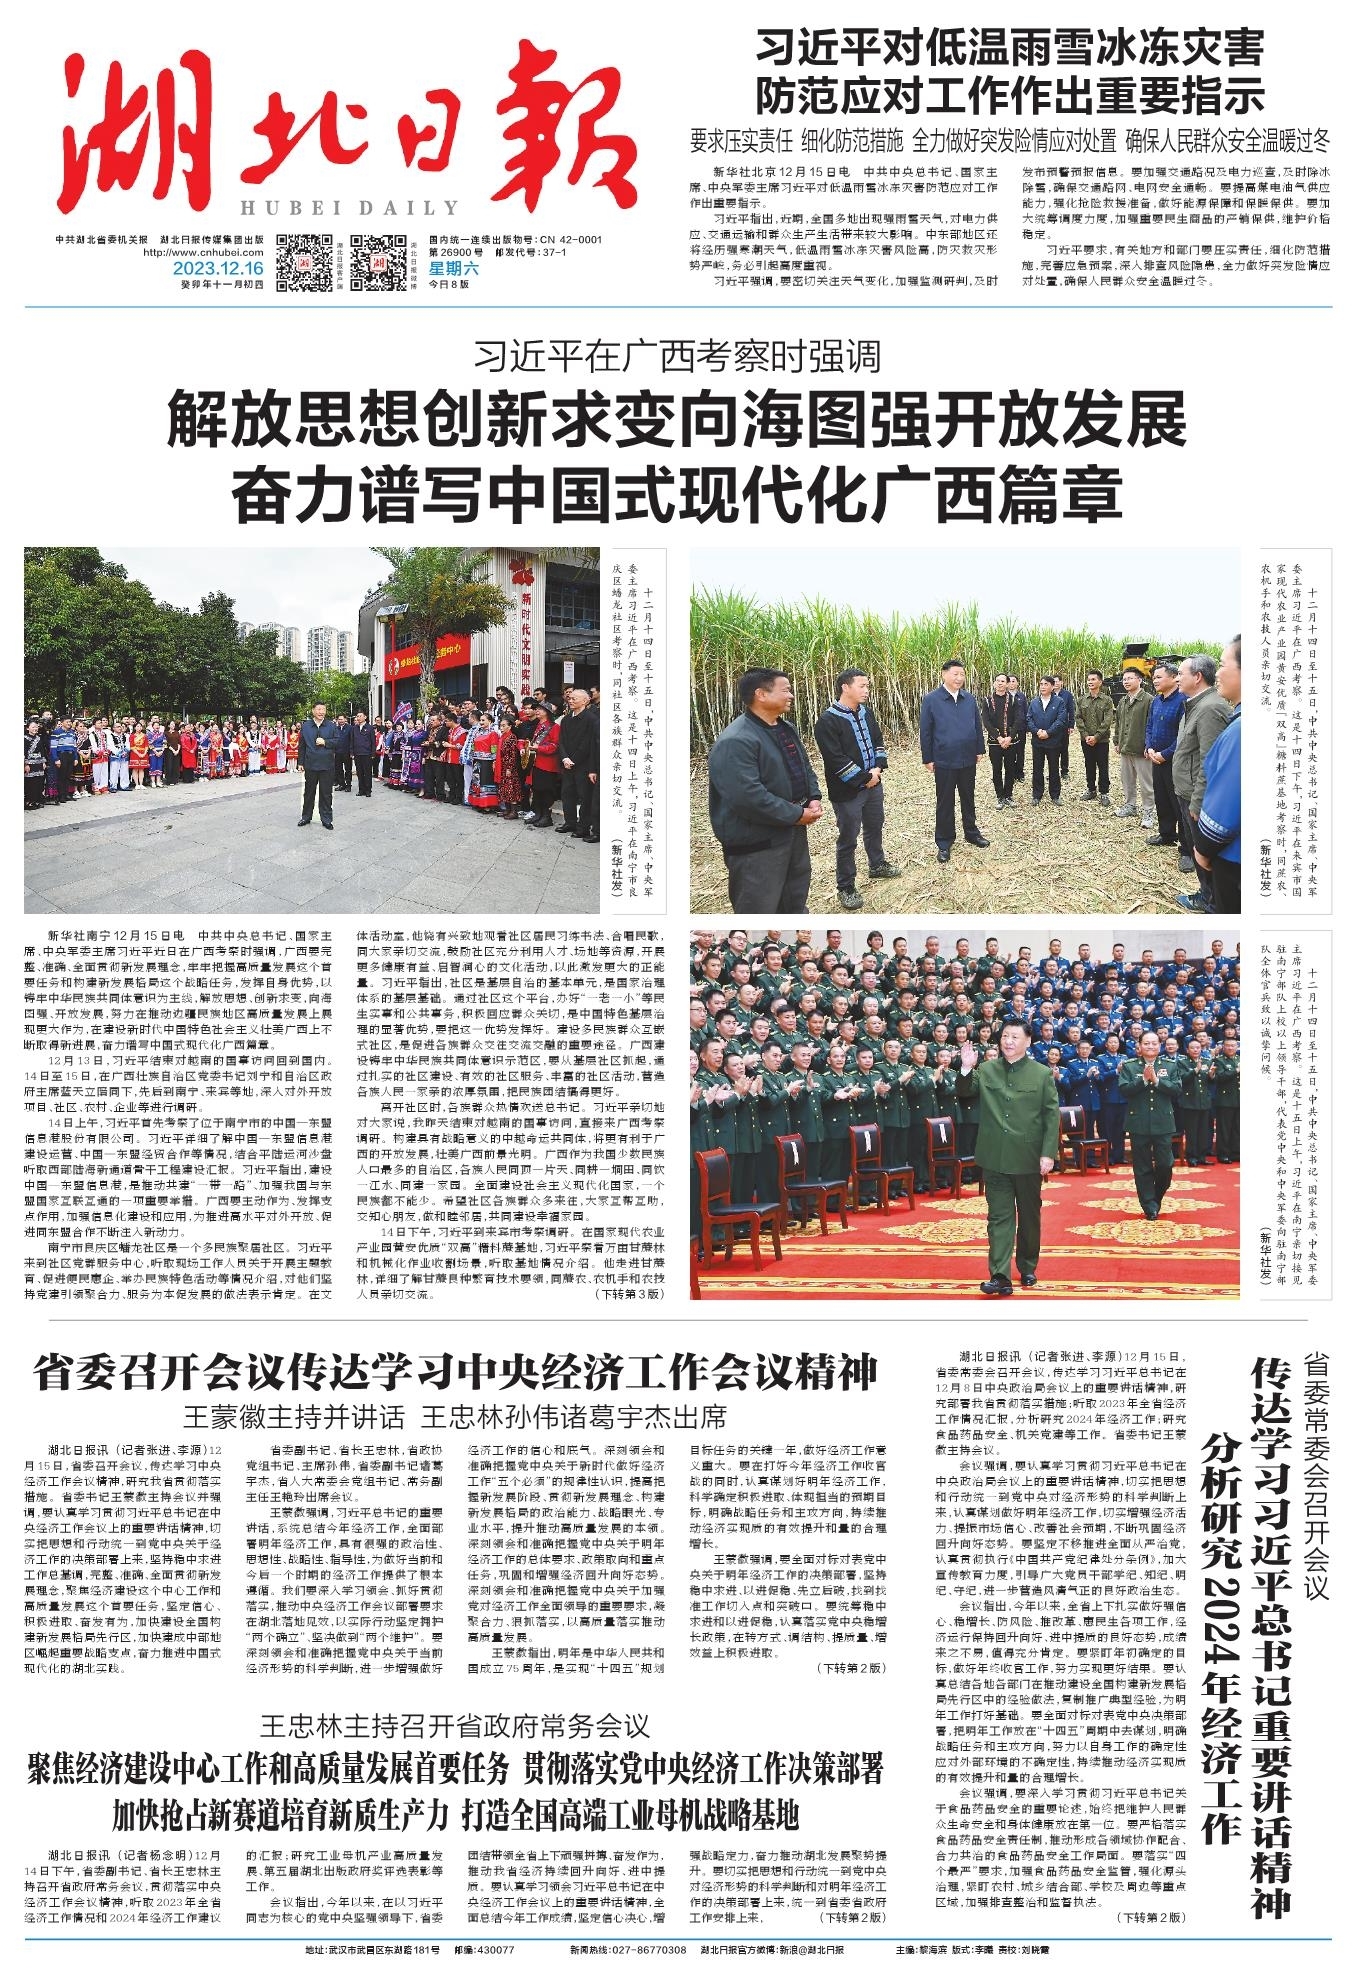 湖北日報
HUBEI DAILY
中共湖北省委机关报 湖北日报传媒集团出版
http://www.cnhubei.com
2023.12.16
癸卯年十一月初四
湖北日报客户端
湖北日报微博
国内统一连续出版物号:CN 42-0001
第26900号 邮发代号:37-1
星期六
今日8版
习近平对低温雨雪冰冻灾害
防范应对工作作出重要指示
要求压实责任 细化防范措施 全力做好突发险情应对处置 确保人民群众安全温暖过冬
新华社北京12月15日电 中共中央总书记、国家主
席、中央军委主席习近平对低温雨雪冰冻灾害防范应对工作
作出重要指示。
习近平指出,近期,全国多地出现强雨雪天气,对电力供
应、交通运输和群众生产生活带来较大影响。中东部地区还
将经历强寒潮天气,低温雨雪冰冻灾害风险高,防灾救灾形
势严峻,务必引起高度重视。
习近平强调,要密切关注天气变化,加强监测研判,及时
发布预警预报信息。要加强交通路况及电力巡查,及时除冰
除雪,确保交通路网、电网安全通畅。要提高煤电油气供应
能力,强化抢险救援准备,做好能源保障和保暖保供。要加
大统筹调度力度,加强重要民生商品的产销保供,维护价格
稳定。
习近平要求,有关地方和部门要压实责任,细化防范措
施,完善应急预案,深入排查风险隐患,全力做好突发险情应
对处置,确保人民群众安全温暖过冬。
习近平在广西考察时强调
解放思想创新求变向海图强开放发展
奋力谱写中国式现代化广西篇章
新时代文明实践
十二月十四日至十五日,中共中央总书记、国家主席、中央军
委主席习近平在广西考察。这是十四日上午,习近平在南宁市良
庆区蟠龙社区考察时,同社区各族群众亲切交流。
(新华社发)
十二月十四日至十五日,中共中央总书记、国家主席、中央军
委主席习近平在广西考察。这是十四日下午,习近平在来宾市国
家现代农业产业园黄安优质“双高”糖料蔗基地考察时,同蔗农、
农机手和农技人员亲切交流。
(新华社发)
新华社南宁12月15日电 中共中央总书记、国家主
席、中央军委主席习近平近日在广西考察时强调,广西要完
整、准确、全面贯彻新发展理念,牢牢把握高质量发展这个首
要任务和构建新发展格局这个战略任务,发挥自身优势,以
铸牢中华民族共同体意识为主线,解放思想、创新求变,向海
图强、开放发展,努力在推动边疆民族地区高质量发展上展
现更大作为,在建设新时代中国特色社会主义壮美广西上不
断取得新进展,奋力谱写中国式现代化广西篇章。
12月13日,习近平结束对越南的国事访问回到国内。
14日至15日,在广西壮族自治区党委书记刘宁和自治区政
府主席蓝天立陪同下,先后到南宁、来宾等地,深入对外开放
项目、社区、农村、企业等进行调研。
14日上午,习近平首先考察了位于南宁市的中国—东盟
信息港股份有限公司。习近平详细了解中国—东盟信息港
建设运营、中国—东盟经贸合作等情况,结合平陆运河沙盘
听取西部陆海新通道骨干工程建设汇报。习近平指出,建设
中国—东盟信息港,是推动共建“一带一路”、加强我国与东
盟国家互联互通的一项重要举措。广西要主动作为、发挥支
点作用,加强信息化建设和应用,为推进高水平对外开放、促
进同东盟合作不断注入新动力。
南宁市良庆区蟠龙社区是一个多民族聚居社区。习近平
来到社区党群服务中心,听取现场工作人员关于开展主题教
育、促进便民惠企、举办民族特色活动等情况介绍,对他们坚
持党建引领聚合力、服务为本促发展的做法表示肯定。在文
体活动室,他饶有兴致地观看社区居民习练书法、合唱民歌,
同大家亲切交流,鼓励社区充分利用人才、场地等资源,开展
更多健康有益、启智润心的文化活动,以此激发更大的正能
量。习近平指出,社区是基层自治的基本单元,是国家治理
体系的基层基础。通过社区这个平台,办好“一老一小”等民
生实事和公共事务,积极回应群众关切,是中国特色基层治
理的显著优势,要把这一优势发挥好。建设多民族群众互嵌
式社区,是促进各族群众交往交流交融的重要途径。广西建
设铸牢中华民族共同体意识示范区,要从基层社区抓起,通
过扎实的社区建设、有效的社区服务、丰富的社区活动,营造
各族人民一家亲的浓厚氛围,把民族团结搞得更好。
离开社区时,各族群众热情欢送总书记。习近平亲切地
对大家说,我昨天结束对越南的国事访问,直接来广西考察
调研。构建具有战略意义的中越命运共同体,将更有利于广
西的开放发展,壮美广西前景光明。广西作为我国少数民族
人口最多的自治区,各族人民同顶一片天、同耕一垌田、同饮
一江水、同建一家园。全面建设社会主义现代化国家,一个
民族都不能少。希望社区各族群众多来往,大家互帮互助,
交知心朋友,做和睦邻居,共同建设幸福家园。
14日下午,习近平到来宾市考察调研。在国家现代农业
产业园黄安优质“双高”糖料蔗基地,习近平察看万亩甘蔗林
和机械化作业收割场景,听取基地情况介绍。他走进甘蔗
林,详细了解甘蔗良种繁育技术要领,同蔗农、农机手和农技
人员亲切交流。 (下转第3版)
十二月十四日至十五日,中共中央总书记、国家主席、中央军委
主席习近平在广西考察。这是十五日上午,习近平在南宁亲切接见
驻南宁部队上校以上领导干部,代表党中央和中央军委向驻南宁部
队全体官兵致以诚挚问候。
(新华社发)
省委召开会议传达学习中央经济工作会议精神
王蒙徽主持并讲话 王忠林孙伟诸葛宇杰出席
湖北日报讯(记者张进、李源)12
月15日,省委召开会议,传达学习中央
经济工作会议精神,研究我省贯彻落实
措施。省委书记王蒙徽主持会议并强
调,要认真学习贯彻习近平总书记在中
央经济工作会议上的重要讲话精神,切
实把思想和行动统一到党中央关于经
济工作的决策部署上来,坚持稳中求进
工作总基调,完整、准确、全面贯彻新发
展理念,聚焦经济建设这个中心工作和
高质量发展这个首要任务,坚定信心、
积极进取、奋发有为,加快建设全国构
建新发展格局先行区,加快建成中部地
区崛起重要战略支点,奋力推进中国式
现代化的湖北实践。
省委副书记、省长王忠林,省政协
党组书记、主席孙伟,省委副书记诸葛
宇杰,省人大常委会党组书记、常务副
主任王艳玲出席会议。
王蒙徽强调,习近平总书记的重要
讲话,系统总结今年经济工作,全面部
署明年经济工作,具有很强的政治性、
思想性、战略性、指导性,为做好当前和
今后一个时期的经济工作提供了根本
遵循。我们要深入学习领会、抓好贯彻
落实,推动中央经济工作会议部署要求
在湖北落地见效,以实际行动坚定拥护
“两个确立”、坚决做到“两个维护”。要
深刻领会和准确把握党中央关于当前
经济形势的科学判断,进一步增强做好
经济工作的信心和底气。深刻领会和
准确把握党中央关于新时代做好经济
工作“五个必须”的规律性认识,提高把
握新发展阶段、贯彻新发展理念、构建
新发展格局的政治能力、战略眼光、专
业水平,提升推动高质量发展的本领。
深刻领会和准确把握党中央关于明年
经济工作的总体要求、政策取向和重点
任务,巩固和增强经济回升向好态势。
深刻领会和准确把握党中央关于加强
党对经济工作全面领导的重要要求,凝
聚合力、狠抓落实,以高质量落实推动
高质量发展。
王蒙徽指出,明年是中华人民共和
国成立75周年,是实现“十四五”规划
目标任务的关键一年,做好经济工作意
义重大。要在打好今年经济工作收官
战的同时,认真谋划好明年经济工作,
科学确定积极进取、体现担当的预期目
标,明确战略任务和主攻方向,持续推
动经济实现质的有效提升和量的合理
增长。
王蒙徽强调,要全面对标对表党中
央关于明年经济工作的决策部署,坚持
稳中求进、以进促稳、先立后破,找到找
准工作切入点和突破口。要统筹稳中
求进和以进促稳,认真落实党中央稳增
长政策,在转方式、调结构、提质量、增
效益上积极进取。
(下转第2版)
王忠林主持召开省政府常务会议
聚焦经济建设中心工作和高质量发展首要任务 贯彻落实党中央经济工作决策部署
加快抢占新赛道培育新质生产力 打造全国高端工业母机战略基地
湖北日报讯(记者杨念明)12月
14日下午,省委副书记、省长王忠林主
持召开省政府常务会议,贯彻落实中央
经济工作会议精神,听取2023年全省
经济工作情况和2024年经济工作建议
的汇报;研究工业母机产业高质量发
展、第五届湖北出版政府奖评选表彰等
工作。
会议指出,今年以来,在以习近平
同志为核心的党中央坚强领导下,省委
团结带领全省上下顽强拼搏、奋发作为,
推动我省经济持续回升向好、进中提
质。要认真学习领会习近平总书记在中
央经济工作会议上的重要讲话精神,全
面总结今年工作成绩,坚定信心决心,增
强战略定力,奋力推动湖北发展聚势提
升。要切实把思想和行动统一到党中央
对经济形势的科学判断和对明年经济工
作的决策部署上来,统一到省委省政府
工作安排上来, (下转第2版)
省委常委会召开会议
传达学习习近平总书记重要讲话精神
分析研究2024年经济工作
湖北日报讯(记者张进、李源)12月15日,
省委常委会召开会议,传达学习习近平总书记在
12月8日中央政治局会议上的重要讲话精神,研
究部署我省贯彻落实措施;听取2023年全省经济
工作情况汇报,分析研究2024年经济工作;研究
食品药品安全、机关党建等工作。省委书记王蒙
徽主持会议。
会议强调,要认真学习贯彻习近平总书记在
中央政治局会议上的重要讲话精神,切实把思想
和行动统一到党中央对经济形势的科学判断上
来,认真谋划做好明年经济工作,切实增强经济活
力、提振市场信心、改善社会预期,不断巩固经济
回升向好态势。要坚定不移推进全面从严治党,
认真贯彻执行《中国共产党纪律处分条例》,加大
宣传教育力度,引导广大党员干部学纪、知纪、明
纪、守纪,进一步营造风清气正的良好政治生态。
会议指出,今年以来,全省上下扎实做好强信
心、稳增长、防风险、推改革、惠民生各项工作,经
济运行保持回升向好、进中提质的良好态势,成绩
来之不易,值得充分肯定。要紧盯年初确定的目
标,做好年终收官工作,努力实现更好结果。要认
真总结各地各部门在推动建设全国构建新发展格
局先行区中的经验做法,复制推广典型经验,为明
年工作打好基础。要全面对标对表党中央决策部
署,把明年工作放在“十四五”周期中去谋划,明确
战略任务和主攻方向,努力以自身工作的确定性
应对外部环境的不确定性,持续推动经济实现质
的有效提升和量的合理增长。
会议强调,要深入学习贯彻习近平总书记关
于食品药品安全的重要论述,始终把维护人民群
众生命安全和身体健康放在第一位。要严格落实
食品药品安全责任制,推动形成各领域协作配合、
合力共治的食品药品安全工作局面。要落实“四
个最严”要求,加强食品药品安全监管,强化源头
治理,紧盯农村、城乡结合部、学校及周边等重点
区域,加强排查整治和监督执法。
(下转第2版)
地址:武汉市武昌区东湖路181号 邮编:430077 新闻热线:027-86770308 湖北日报官方微博:新浪@湖北日报 主编:黎海滨 版式:李曦 责校:刘晓霞